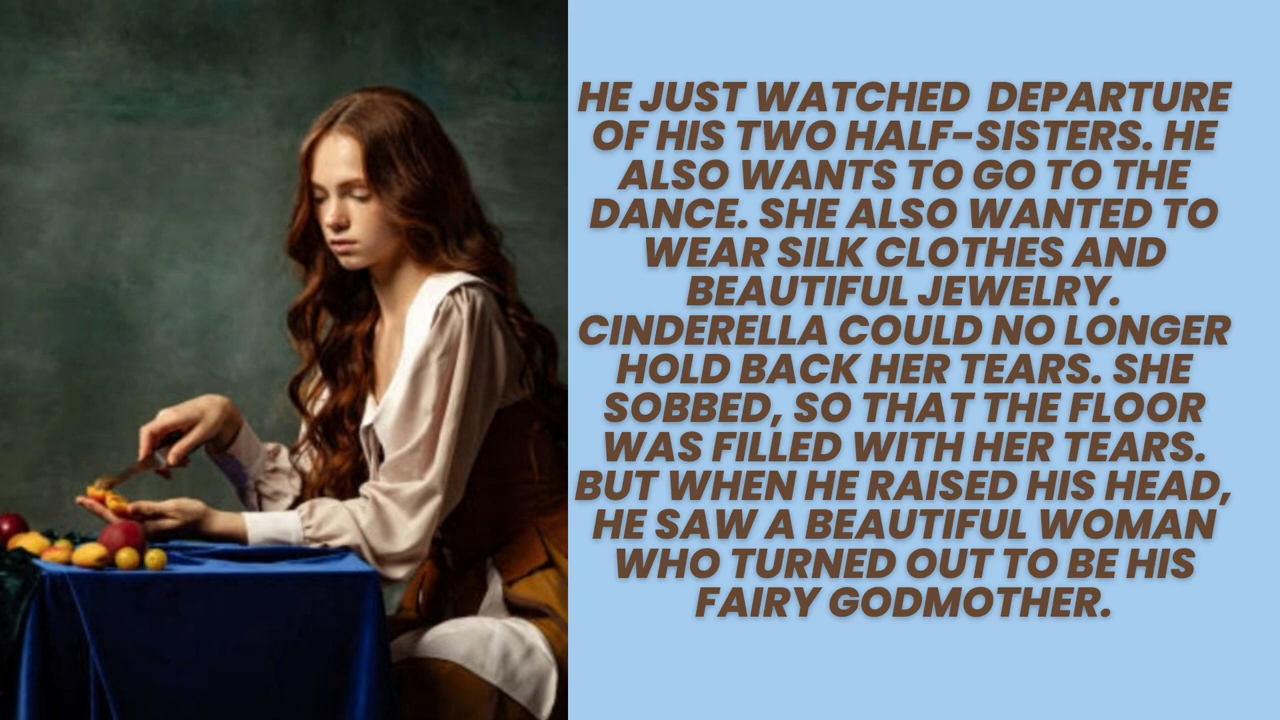 HE JUST WATCHED DEPARTURE
OF HIS TWO HALF-SISTERS. HE
ALSO WANTS TO GO TO THE
DANCE. SHE ALSO WANTED TO
WEAR SILK CLOTHES AND
BEAUTIFUL JEWELRY.
CINDERELLA COULD NO LONGER
HOLD BACK HER TEARS. SHE
SOBBED, SO THAT THE FLOOR
WAS FILLED WITH HER TEARS.
BUT WHEN HE RAISED HIS HEAD,
HE SAW A BEAUTIFUL WOMAN
WHO TURNED OUT TO BE HIS
FAIRY GODMOTHER.